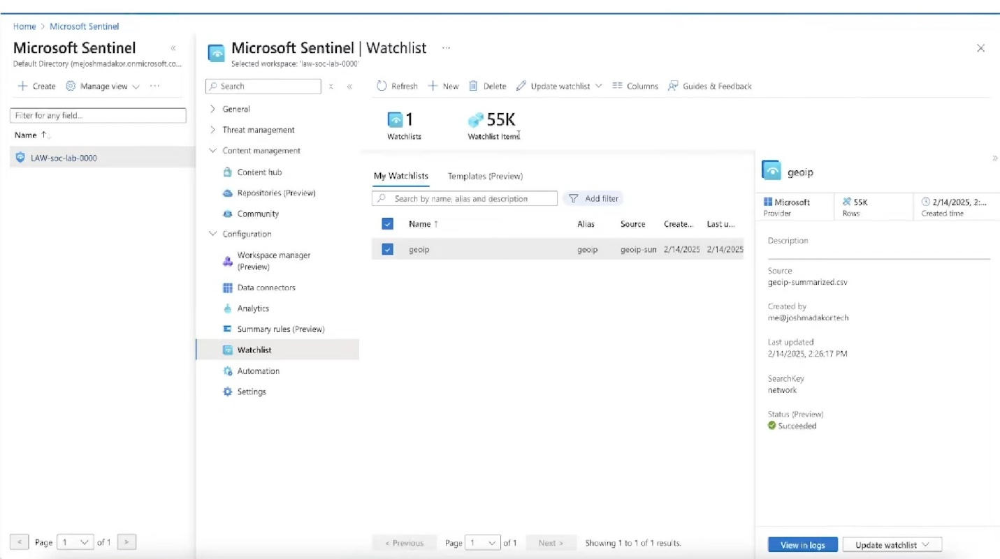 Home > Microsoft Sentinel
Microsoft Sentinel «
Default Directory (mejoshmadakor.onmicrosoft.co...
+ Create Manage view ...
Filter for any field...
Name ↑
LAW-soc-lab-0000
< Page 1 of 1 >
Microsoft Sentinel | Watchlist ...
Selected workspace: 'law-soc-lab-0000'
Search
General
Threat management
Content management
Content hub
Repositories (Preview)
Community
Configuration
Workspace manager
(Preview)
Data connectors
Analytics
Summary rules (Preview)
Watchlist
Automation
Settings
Refresh + New Delete Update watchlist Columns Guides & Feedback
1
Watchlists
55K
Watchlist Items
My Watchlists Templates (Preview)
Search by name, alias and description Add filter
Name ↑ Alias Source Create... Last u...
geoip geoip geoip-sun 2/14/2025 2/14/2025
< Previous Page 1 of 1 Next > Showing 1 to 1 of 1 results.
geoip
Microsoft
Provider
55K
Rows
2/14/2025, 2:...
Created time
Description
Source
geoip-summarized.csv
Created by
me@joshmadakortech
Last updated
2/14/2025, 2:26:17 PM
SearchKey
network
Status (Preview)
Succeeded
View in logs Update watchlist